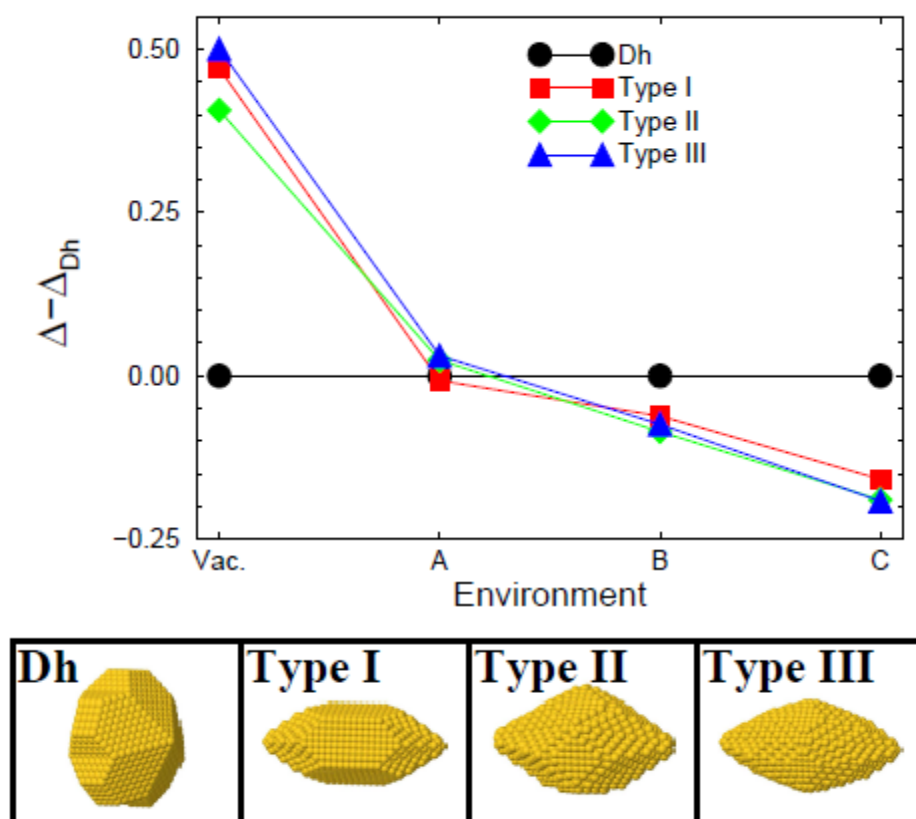 0.50
0.25
0.00
−0.25
Δ−Δ_Dh
Dh
Type I
Type II
Type III
Vac. A B C
Environment
Dh Type I Type II Type III